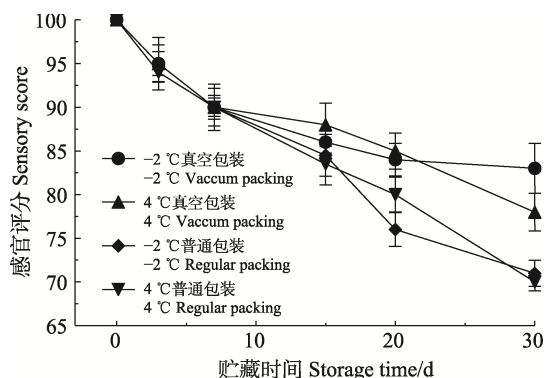 100
95
90
85
80
75
70
65
感官评分 Sensory score
−2 ℃真空包装
−2 ℃ Vaccum packing
4 ℃真空包装
4 ℃ Vaccum packing
−2 ℃普通包装
−2 ℃ Regular packing
4 ℃普通包装
4 ℃ Regular packing
0 10 20 30
贮藏时间 Storage time/d